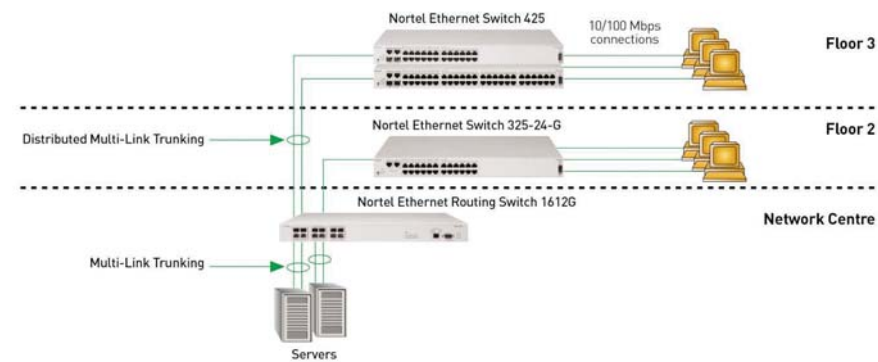 Nortel Ethernet Switch 425
10/100 Mbps
connections
Floor 3
Distributed Multi-Link Trunking
Nortel Ethernet Switch 325-24-G
Floor 2
Nortel Ethernet Routing Switch 1612G
Network Centre
Multi-Link Trunking
Servers